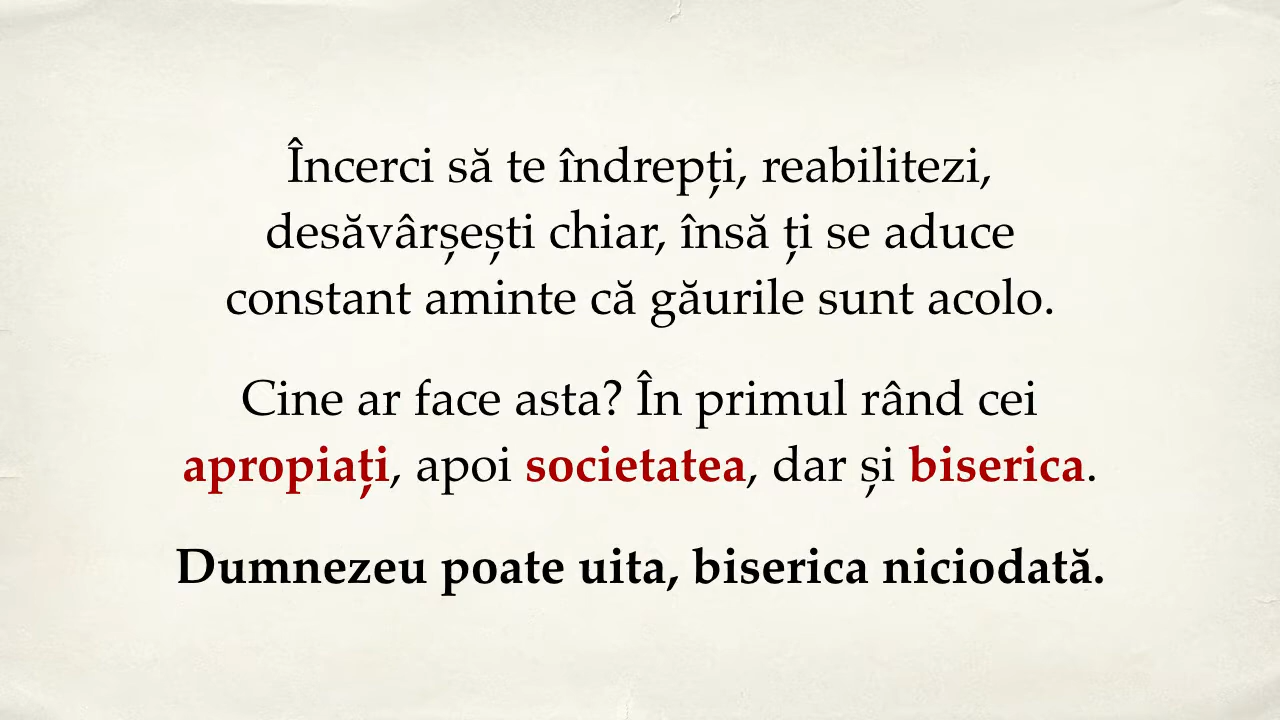 Încerci să te îndrepți, reabilitezi,
desăvârșești chiar, însă ți se aduce
constant aminte că găurile sunt acolo.
Cine ar face asta? În primul rând cei
apropiați, apoi societatea, dar și biserica.
Dumnezeu poate uita, biserica niciodată.